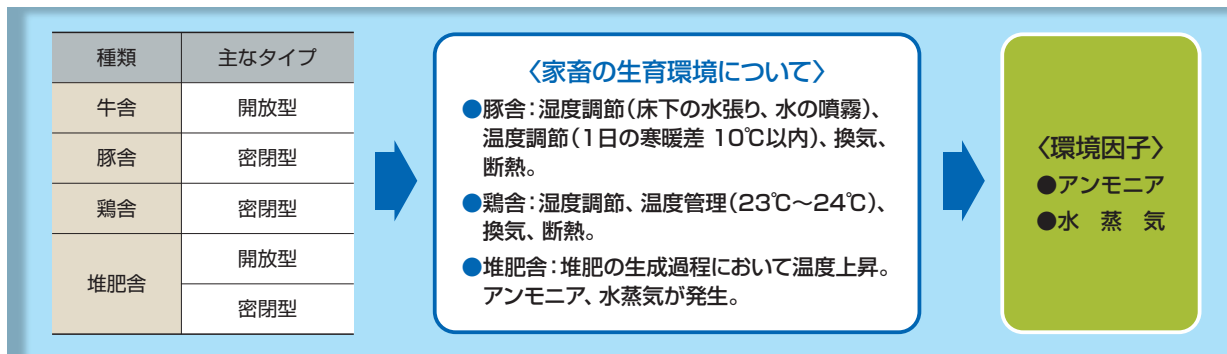 種類 主なタイプ
牛舎 開放型
豚舎 密閉型
鶏舎 密閉型
堆肥舎 開放型
密閉型
〈家畜の生育環境について〉
●豚舎:湿度調節(床下の水張り、水の噴霧)、
温度調節(1日の寒暖差 10℃以内)、換気、
断熱。
●鶏舎:湿度調節、温度管理(23℃〜24℃)、
換気、断熱。
●堆肥舎:堆肥の生成過程において温度上昇。
アンモニア、水蒸気が発生。
〈環境因子〉
●アンモニア
●水 蒸 気